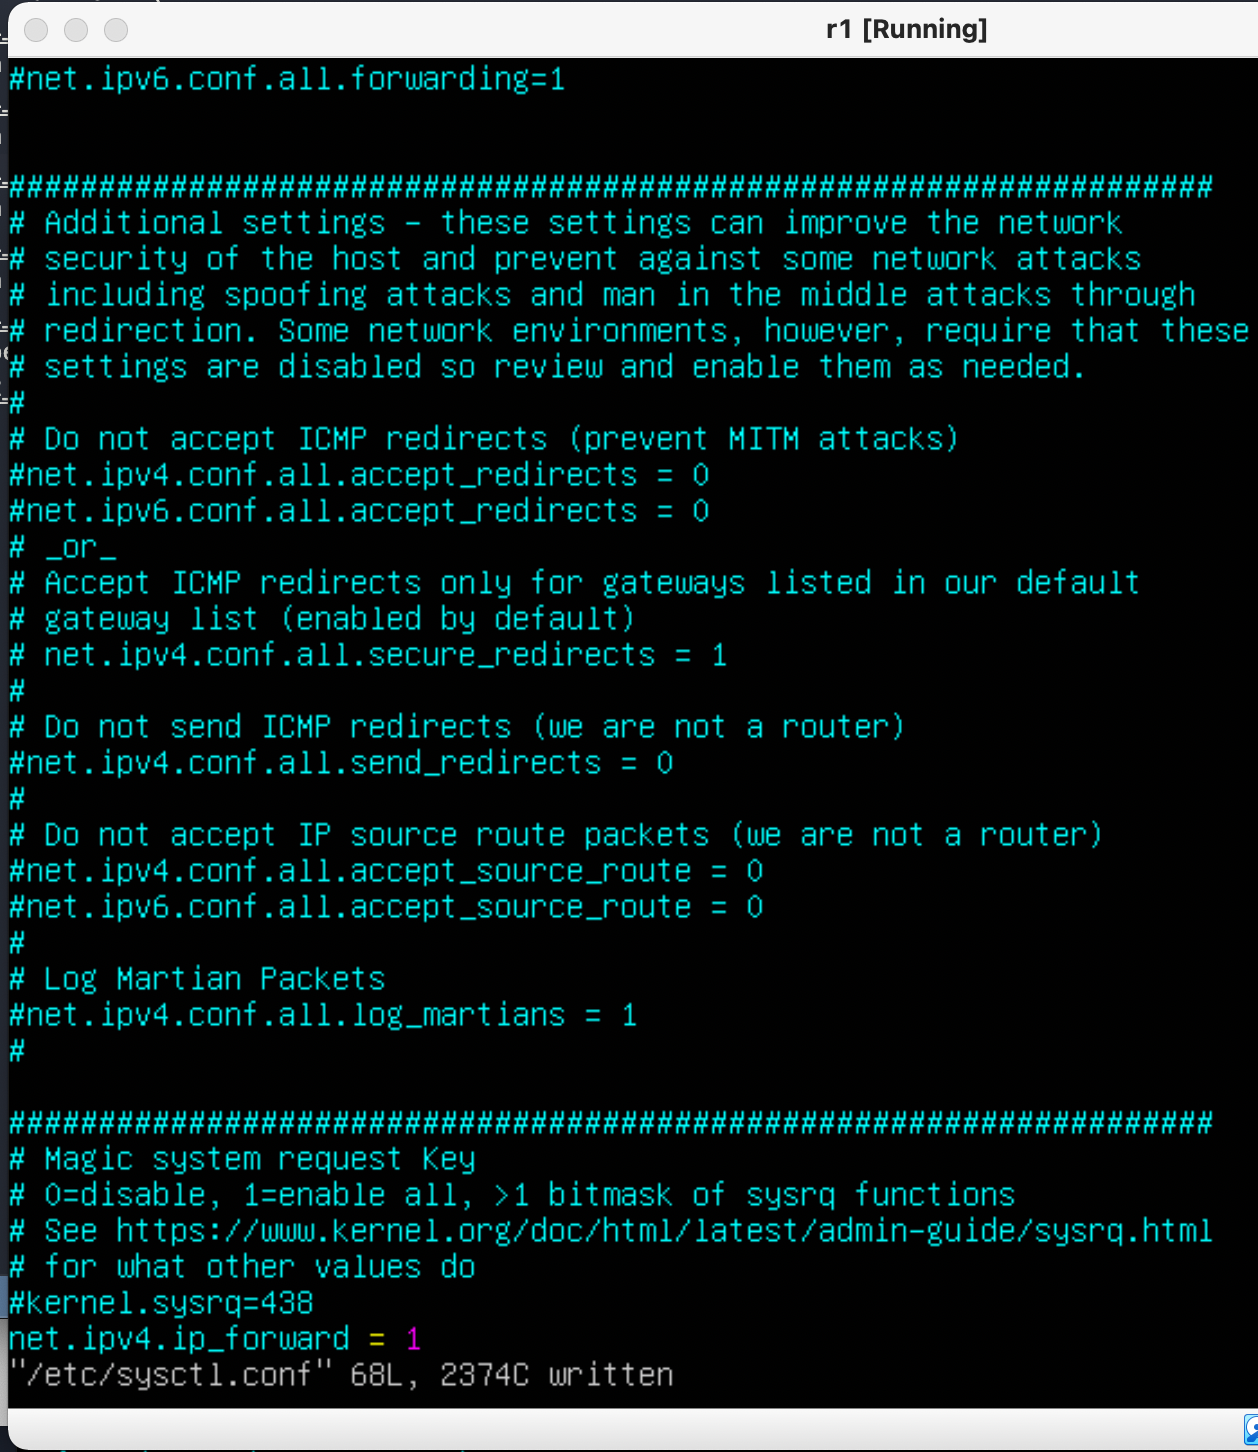 r1 [Running]
#net.ipv6.conf.all.forwarding=1
###################################################################
# Additional settings - these settings can improve the network
# security of the host and prevent against some network attacks
# including spoofing attacks and man in the middle attacks through
# redirection. Some network environments, however, require that these
# settings are disabled so review and enable them as needed.
#
# Do not accept ICMP redirects (prevent MITM attacks)
#net.ipv4.conf.all.accept_redirects = 0
#net.ipv6.conf.all.accept_redirects = 0
# _or_
# Accept ICMP redirects only for gateways listed in our default
# gateway list (enabled by default)
# net.ipv4.conf.all.secure_redirects = 1
#
# Do not send ICMP redirects (we are not a router)
#net.ipv4.conf.all.send_redirects = 0
#
# Do not accept IP source route packets (we are not a router)
#net.ipv4.conf.all.accept_source_route = 0
#net.ipv6.conf.all.accept_source_route = 0
#
# Log Martian Packets
#net.ipv4.conf.all.log_martians = 1
#
###################################################################
# Magic system request Key
# 0=disable, 1=enable all, >1 bitmask of sysrq functions
# See https://www.kernel.org/doc/html/latest/admin-guide/sysrq.html
# for what other values do
#kernel.sysrq=438
net.ipv4.ip_forward = 1
"/etc/sysctl.conf" 68L, 2374C written